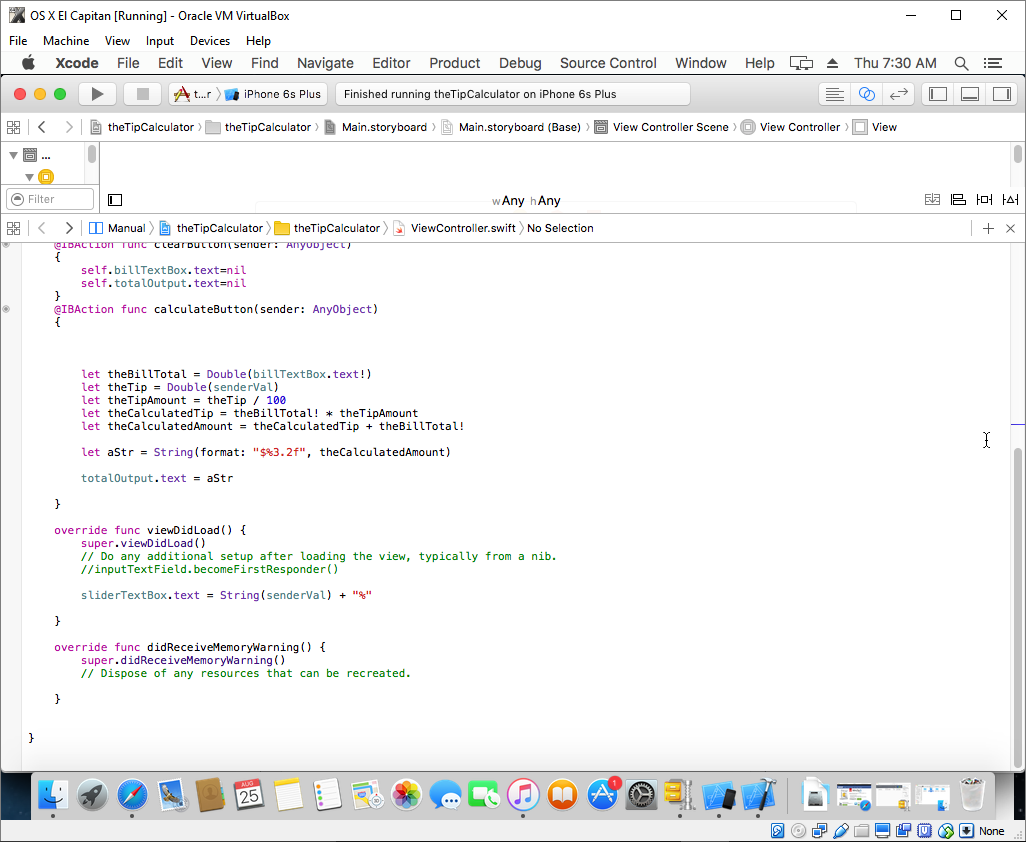 OS X El Capitan [Running] - Oracle VM VirtualBox
File Machine View Input Devices Help
Xcode File Edit View Find Navigate Editor Product Debug Source Control Window Help Thu 7:30 AM
t...r iPhone 6s Plus Finished running theTipCalculator on iPhone 6s Plus
theTipCalculator theTipCalculator Main.storyboard Main.storyboard (Base) View Controller Scene View Controller View
...
Filter wAny hAny
Manual theTipCalculator theTipCalculator ViewController.swift No Selection
@IBAction func clearButton(sender: AnyObject)
{
self.billTextBox.text=nil
self.totalOutput.text=nil
}
@IBAction func calculateButton(sender: AnyObject)
{
let theBillTotal = Double(billTextBox.text!)
let theTip = Double(senderVal)
let theTipAmount = theTip / 100
let theCalculatedTip = theBillTotal! * theTipAmount
let theCalculatedAmount = theCalculatedTip + theBillTotal!
let aStr = String(format: "$%3.2f", theCalculatedAmount)
totalOutput.text = aStr
}
override func viewDidLoad() {
super.viewDidLoad()
// Do any additional setup after loading the view, typically from a nib.
//inputTextField.becomeFirstResponder()
sliderTextBox.text = String(senderVal) + "%"
}
override func didReceiveMemoryWarning() {
super.didReceiveMemoryWarning()
// Dispose of any resources that can be recreated.
}
}
AUG
25
1
None